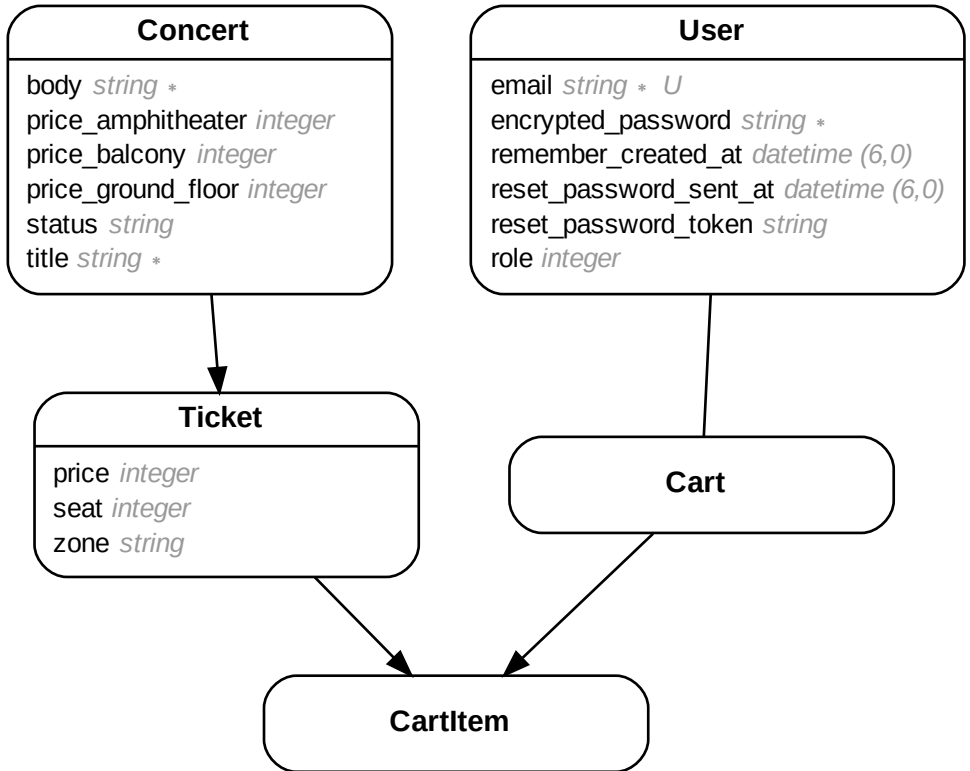 Concert
body string *
price_amphitheater integer
price_balcony integer
price_ground_floor integer
status string
title string *
User
email string * U
encrypted_password string *
remember_created_at datetime (6,0)
reset_password_sent_at datetime (6,0)
reset_password_token string
role integer
Ticket
price integer
seat integer
zone string
Cart
CartItem